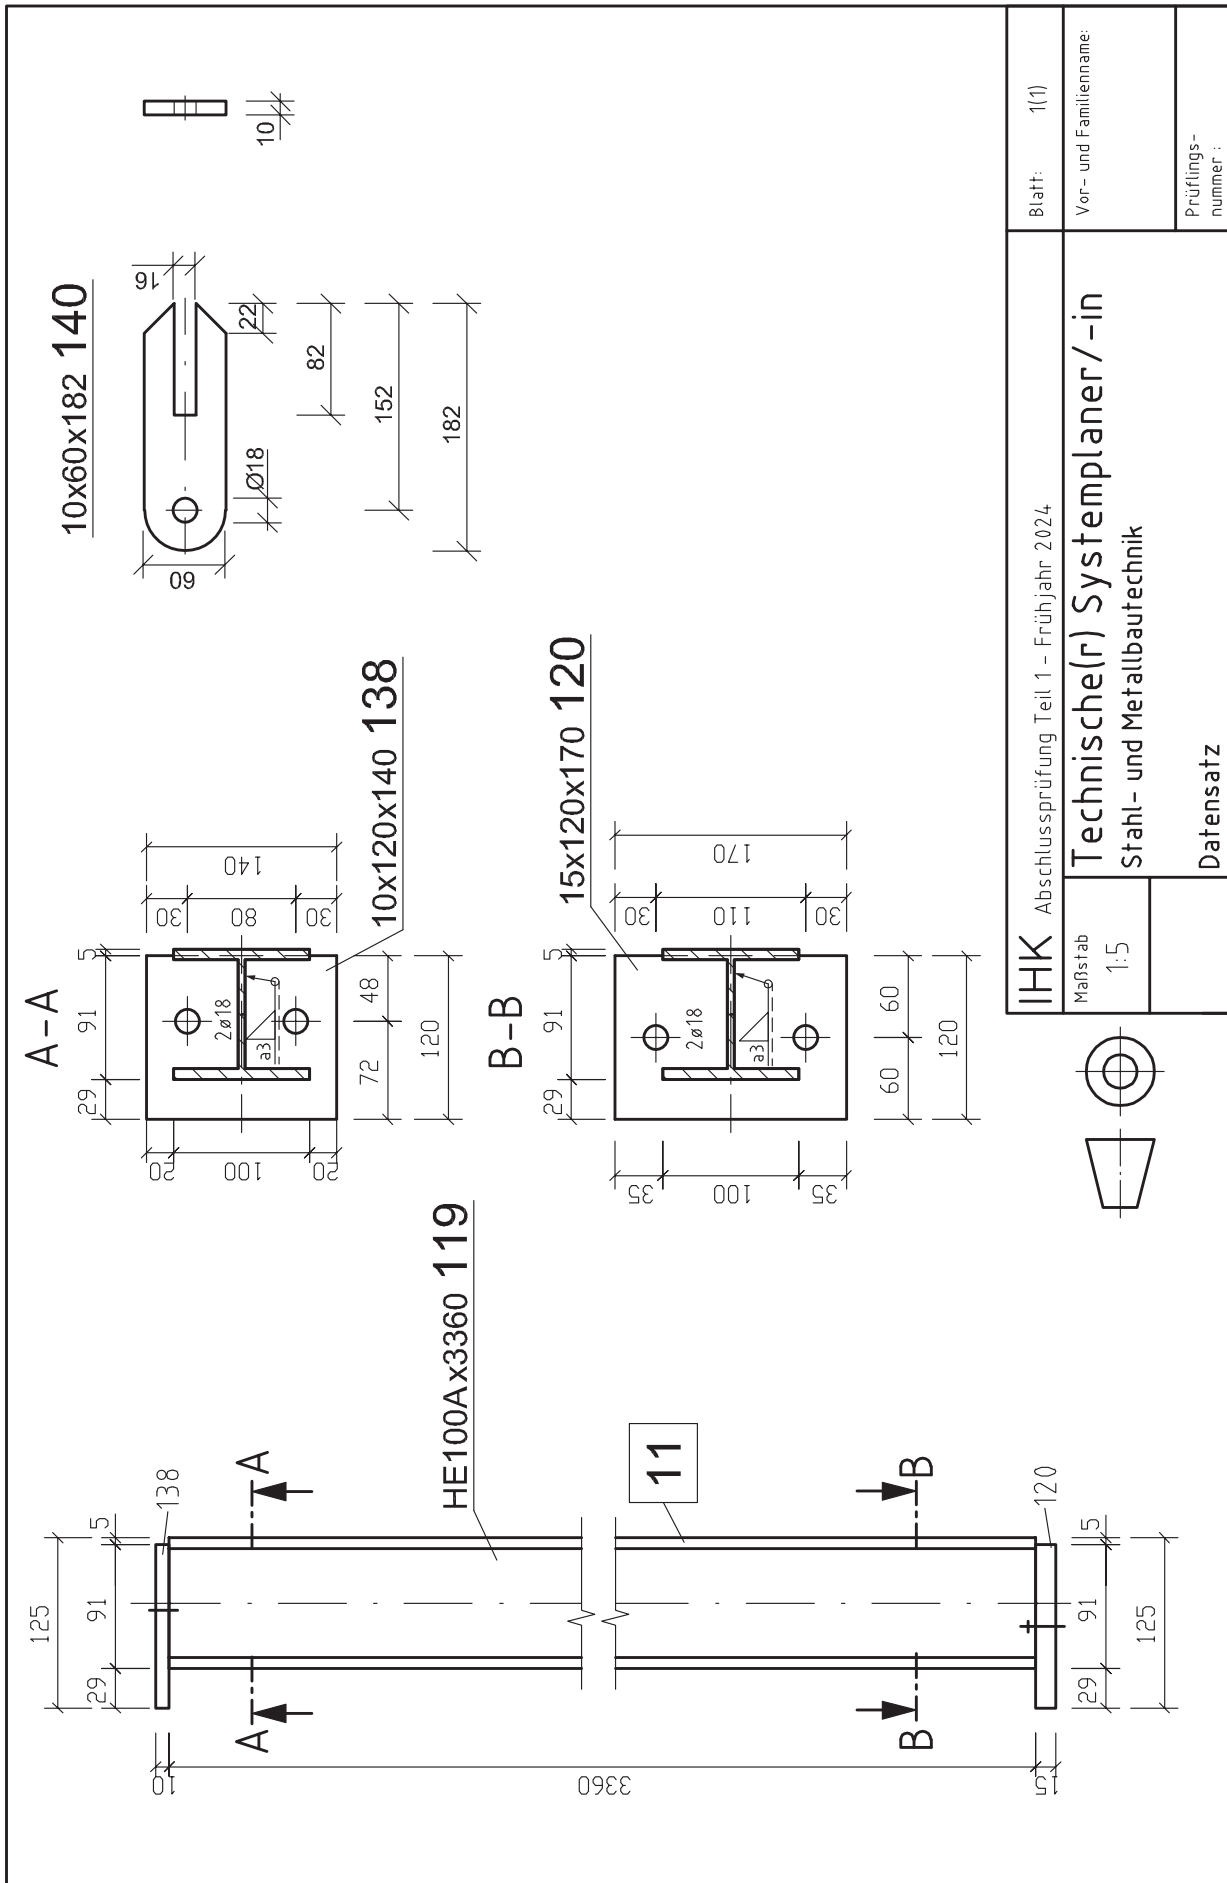 138
125
5
91
29
A
A
10
3360
15
HE100Ax3360 119
11
B
B
120
5
91
29
125
A-A
5
91
29
20
100
20
30
80
30
140
2⌀18
a3
48
72
120
10x120x140 138
B-B
5
91
29
35
100
35
30
110
30
170
2⌀18
a3
60
60
120
15x120x170 120
10x60x182 140
16
60
Ø18
22
82
152
182
10
IHK
Abschlussprüfung Teil 1 - Frühjahr 2024
Blatt: 1(1)
Maßstab
1:5
Technische(r) Systemplaner/-in
Stahl- und Metallbautechnik
Datensatz
Vor- und Familienname:
Prüflings-
nummer :